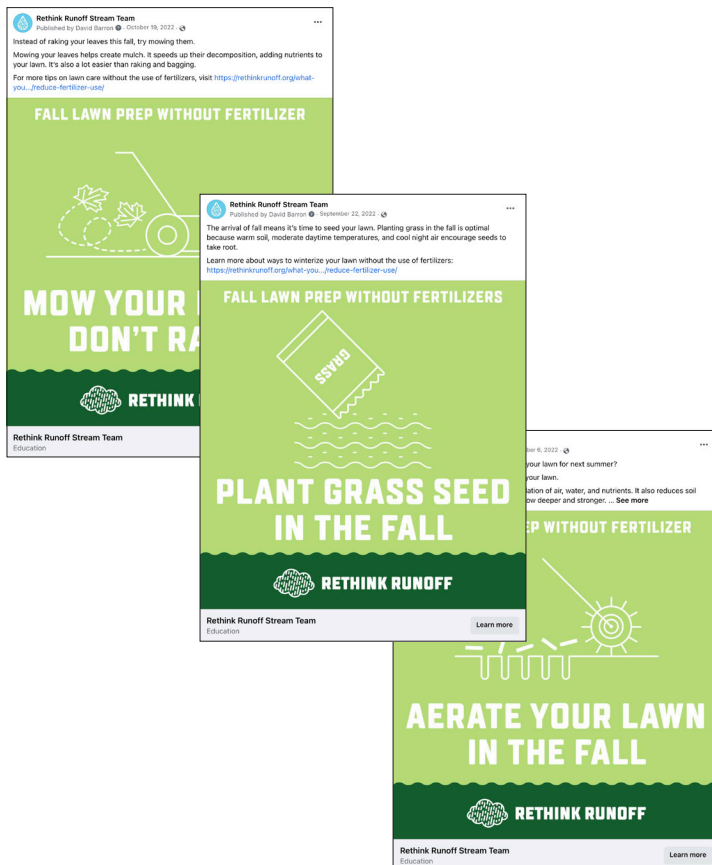 Rethink Runoff Stream Team
Published by David Barron · October 19, 2022 ·
Instead of raking your leaves this fall, try mowing them.
Mowing your leaves helps create mulch. It speeds up their decomposition, adding nutrients to
your lawn. It's also a lot easier than raking and bagging.
For more tips on lawn care without the use of fertilizers, visit https://rethinkrunoff.org/what-
you.../reduce-fertilizer-use/
FALL LAWN PREP WITHOUT FERTILIZER
MOW YOUR
DON'T RA
RETHINK
Rethink Runoff Stream Team
Education
Rethink Runoff Stream Team
Published by David Barron · September 22, 2022 ·
The arrival of fall means it's time to seed your lawn. Planting grass in the fall is optimal
because warm soil, moderate daytime temperatures, and cool night air encourage seeds to
take root.
Learn more about ways to winterize your lawn without the use of fertilizers:
https://rethinkrunoff.org/what-you.../reduce-fertilizer-use/
FALL LAWN PREP WITHOUT FERTILIZERS
GRASS
PLANT GRASS SEED
IN THE FALL
RETHINK RUNOFF
Rethink Runoff Stream Team
Education
Learn more
ber 6, 2022 ·
your lawn for next summer?
your lawn.
lation of air, water, and nutrients. It also reduces soil
ow deeper and stronger. ... See more
EP WITHOUT FERTILIZER
AERATE YOUR LAWN
IN THE FALL
RETHINK RUNOFF
Rethink Runoff Stream Team
Education
Learn more